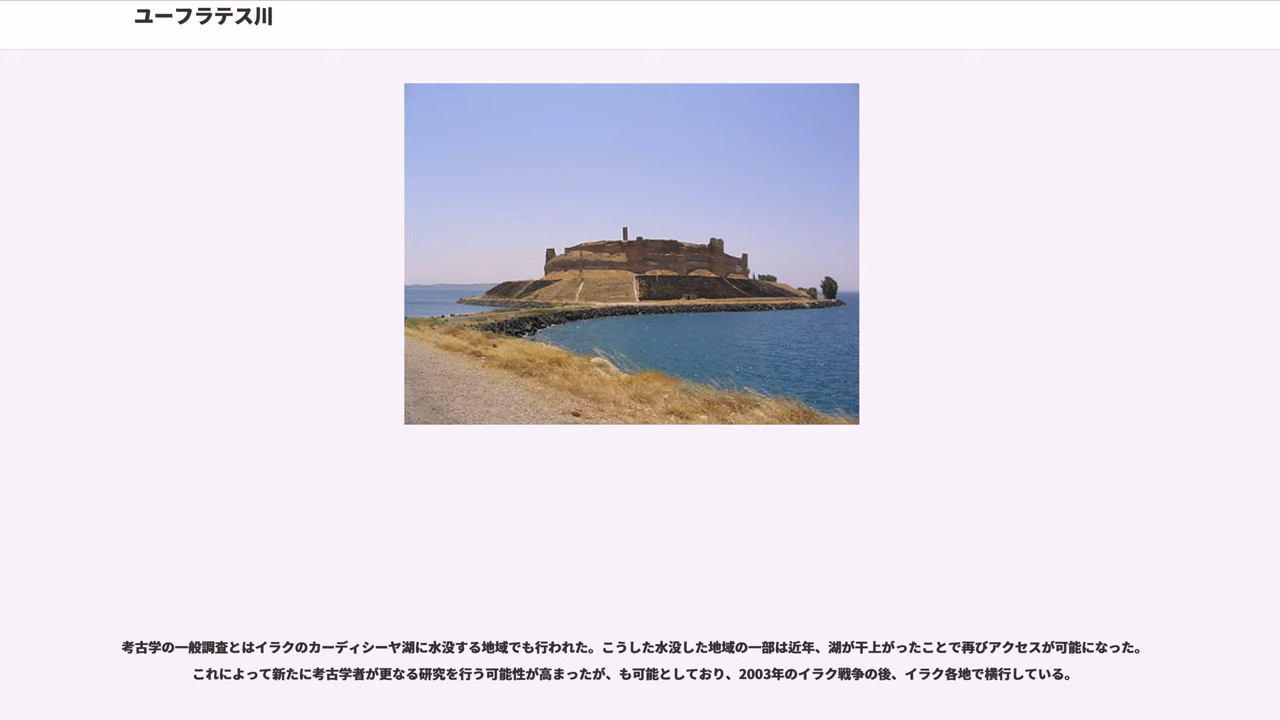 ユーフラテス川
考古学の一般調査とはイラクのカーディシーヤ湖に水没する地域でも行われた。こうした水没した地域の一部は近年、湖が干上がったことで再びアクセスが可能になった。
これによって新たに考古学者が更なる研究を行う可能性が高まったが、も可能としており、2003年のイラク戦争の後、イラク各地で横行している。